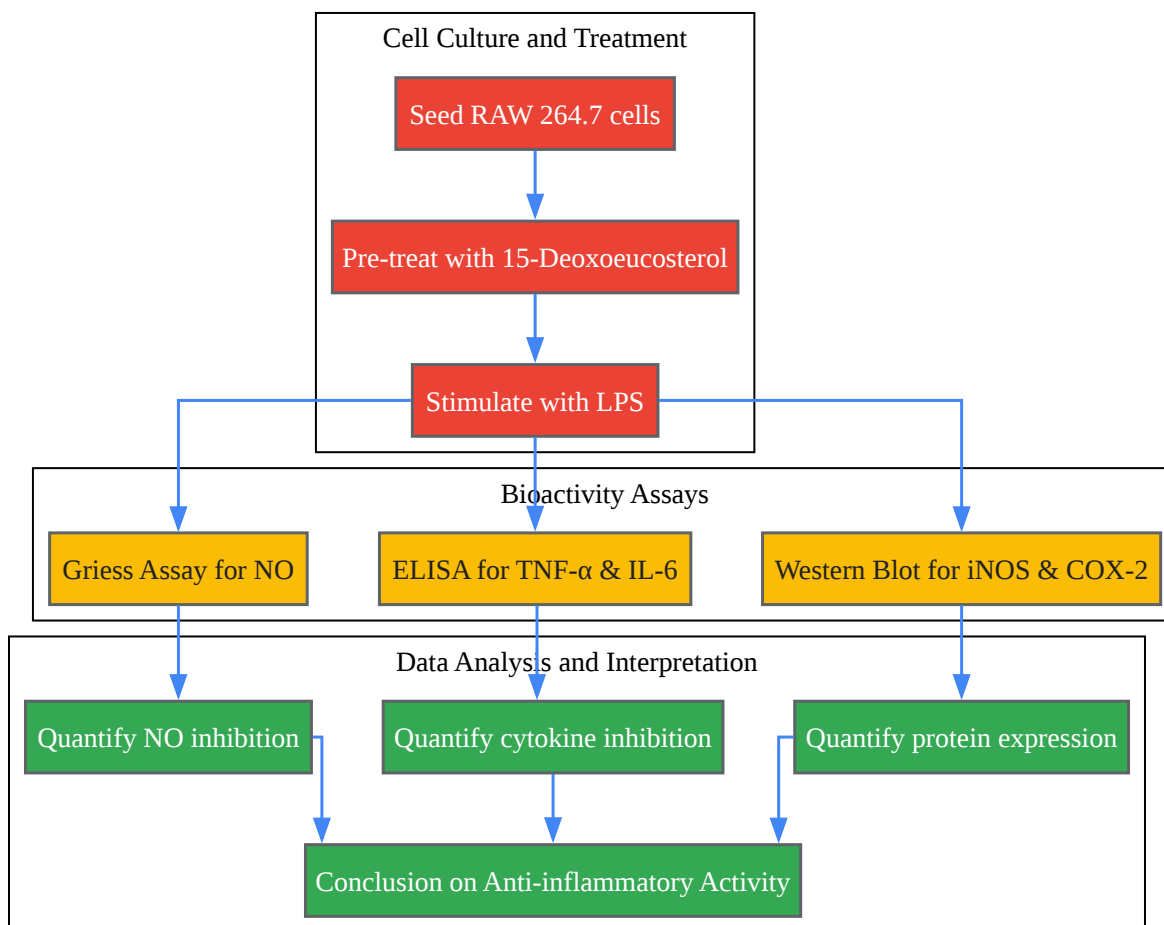 Cell Culture and Treatment
Seed RAW 264.7 cells
Pre-treat with 15-Deoxoeucosterol
Stimulate with LPS
Bioactivity Assays
Griess Assay for NO
ELISA for TNF-α & IL-6
Western Blot for iNOS & COX-2
Data Analysis and Interpretation
Quantify NO inhibition
Quantify cytokine inhibition
Quantify protein expression
Conclusion on Anti-inflammatory Activity